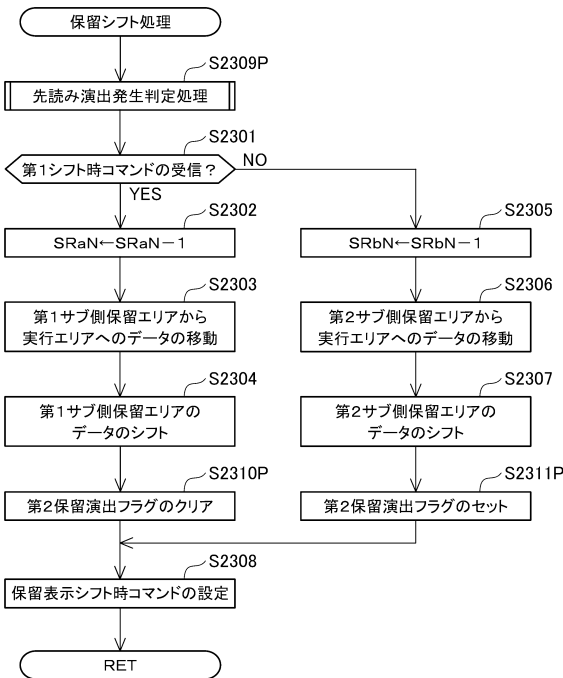 保留シフト処理
S2309P
先読み演出発生判定処理
S2301
第1シフト時コマンドの受信?
NO
YES
S2302
SRaN←SRaN-1
S2303
第1サブ側保留エリアから
実行エリアへのデータの移動
S2304
第1サブ側保留エリアの
データのシフト
S2310P
第2保留演出フラグのクリア
S2305
SRbN←SRbN-1
S2306
第2サブ側保留エリアから
実行エリアへのデータの移動
S2307
第2サブ側保留エリアの
データのシフト
S2311P
第2保留演出フラグのセット
S2308
保留表示シフト時コマンドの設定
RET